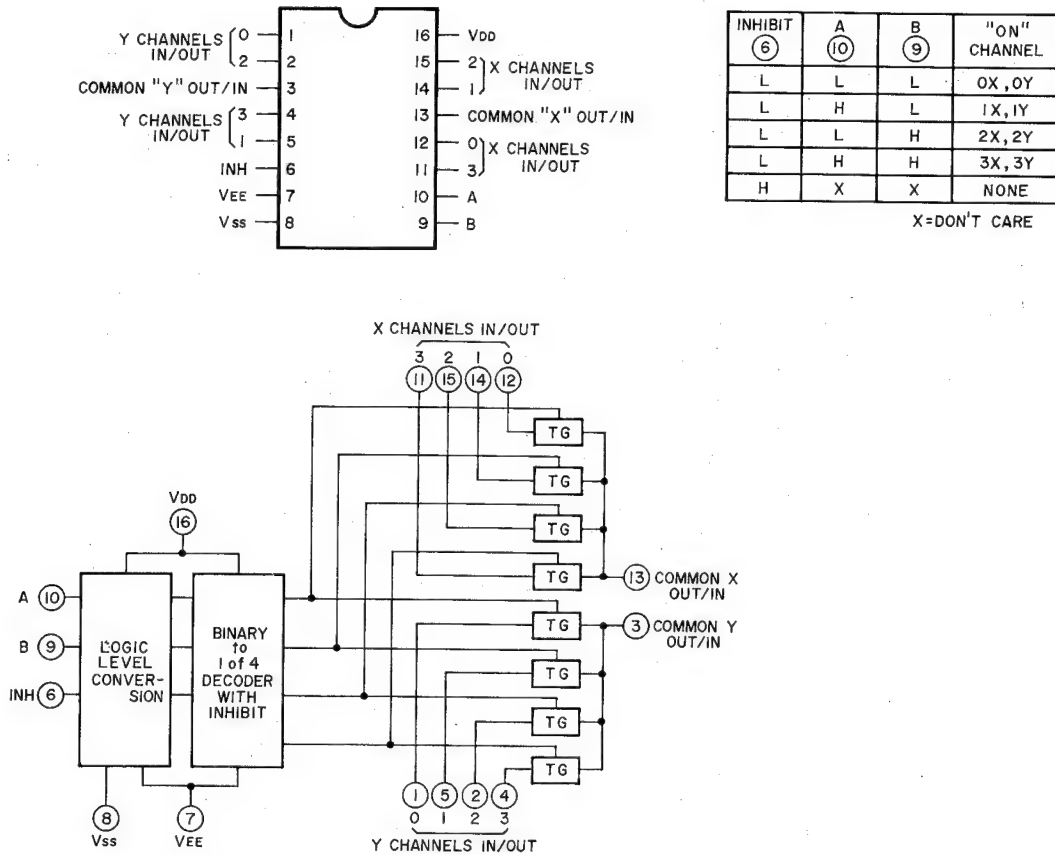 Y CHANNELS IN/OUT
0 1
2 2
COMMON "Y" OUT/IN 3
Y CHANNELS IN/OUT
3 4
1 5
INH 6
VEE 7
Vss 8
16 VDD
15 2
14 1
X CHANNELS IN/OUT
13 COMMON "X" OUT/IN
12 0
11 3
X CHANNELS IN/OUT
10 A
9 B
INHIBIT 6 A 10 B 9 "ON" CHANNEL
L L L 0X, 0Y
L H L 1X, 1Y
L L H 2X, 2Y
L H H 3X, 3Y
H X X NONE
X=DON'T CARE
X CHANNELS IN/OUT
3 2 1 0
11 15 14 12
TG
TG
TG
TG
TG
TG
TG
TG
VDD
16
A 10
B 9
INH 6
LOGIC
LEVEL
CONVER-
SION
BINARY
to
1 of 4
DECODER
WITH
INHIBIT
13 COMMON X
OUT/IN
3 COMMON Y
OUT/IN
8
Vss
7
VEE
1 5 2 4
0 1 2 3
Y CHANNELS IN/OUT